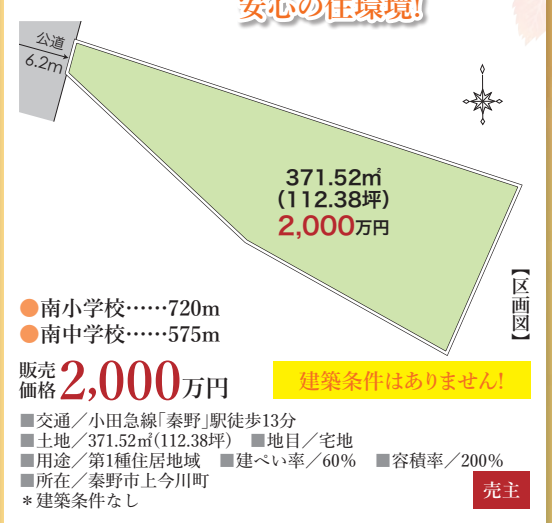 安心の住環境!
公道
6.2m
371.52㎡
(112.38坪)
2,000万円
【区画図】
●南小学校……720m
●南中学校……575m
販売価格2,000万円
建築条件はありません!
■交通／小田急線「秦野」駅徒歩13分
■土地／371.52㎡(112.38坪) ■地目／宅地
■用途／第1種住居地域 ■建ぺい率／60% ■容積率／200%
■所在／秦野市上今川町
＊建築条件なし
売主